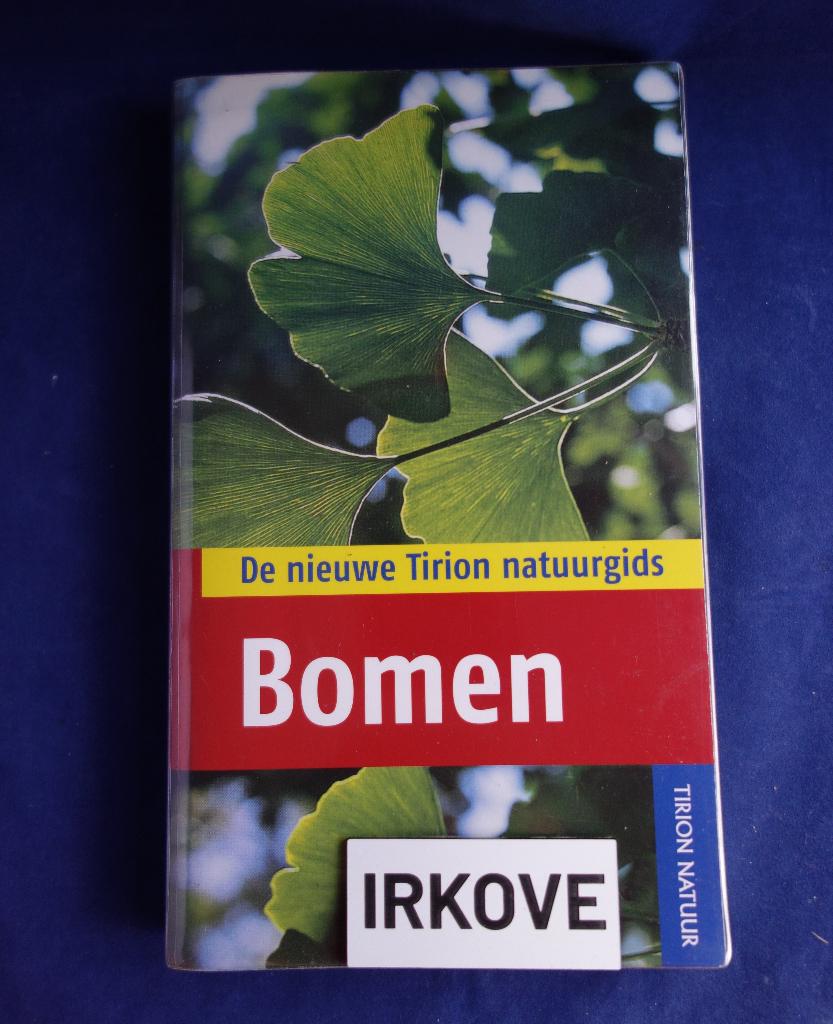 De nieuwe Tirion natuurgids
Bomen
TIRION NATUUR
IRKOVE